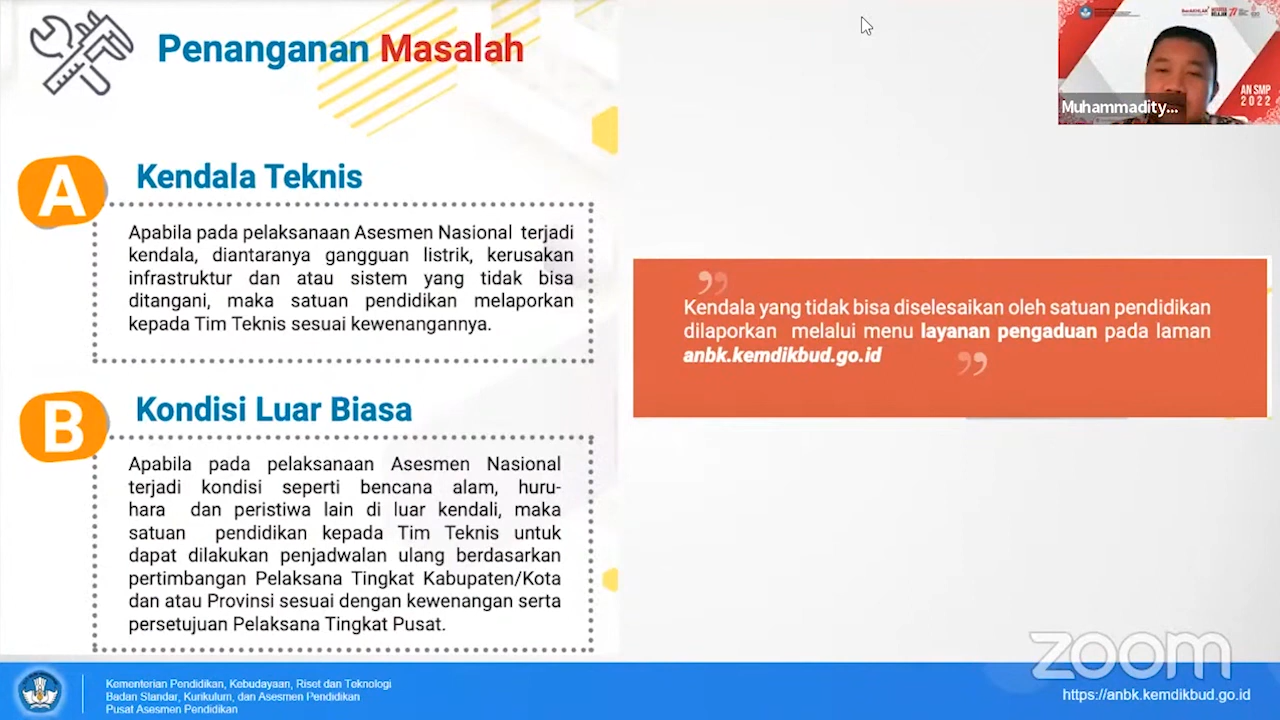 Penanganan Masalah
A
Kendala Teknis
Apabila pada pelaksanaan Asesmen Nasional terjadi
kendala, diantaranya gangguan listrik, kerusakan
infrastruktur dan atau sistem yang tidak bisa
ditangani, maka satuan pendidikan melaporkan
kepada Tim Teknis sesuai kewenangannya.
B
Kondisi Luar Biasa
Apabila pada pelaksanaan Asesmen Nasional
terjadi kondisi seperti bencana alam, huru-
hara dan peristiwa lain di luar kendali, maka
satuan pendidikan kepada Tim Teknis untuk
dapat dilakukan penjadwalan ulang berdasarkan
pertimbangan Pelaksana Tingkat Kabupaten/Kota
dan atau Provinsi sesuai dengan kewenangan serta
persetujuan Pelaksana Tingkat Pusat.
AN SMP
2022
Muhammadity...
”
Kendala yang tidak bisa diselesaikan oleh satuan pendidikan
dilaporkan melalui menu layanan pengaduan pada laman
anbk.kemdikbud.go.id
”
zoom
Kementerian Pendidikan, Kebudayaan, Riset dan Teknologi
Badan Standar, Kurikulum, dan Asesmen Pendidikan
Pusat Asesmen Pendidikan
https://anbk.kemdikbud.go.id